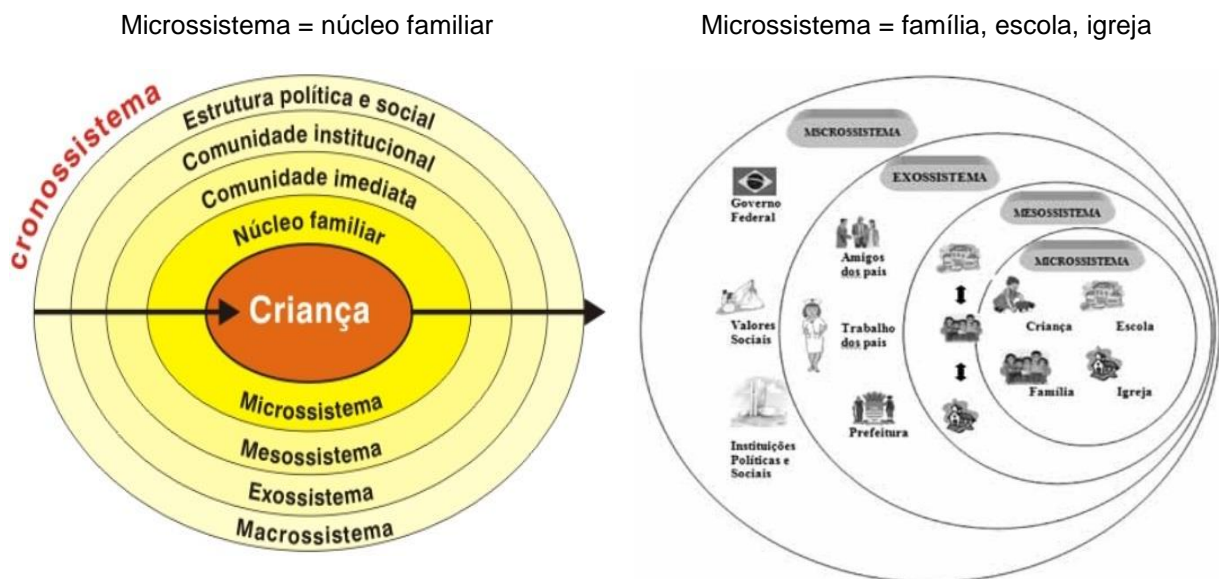 Microssistema = núcleo familiar
cronossistema
Estrutura política e social
Comunidade institucional
Comunidade imediata
Núcleo familiar
Criança
Microssistema
Mesossistema
Exossistema
Macrossistema
Microssistema = família, escola, igreja
MSCROSSISTEMA
EXOSSISTEMA
MESOSSISTEMA
MICROSSISTEMA
Governo
Federal
Valores
Sociais
Instituições
Políticas e
Sociais
Amigos
dos pais
Trabalho
dos pais
Prefeitura
Criança
Escola
Família
Igreja